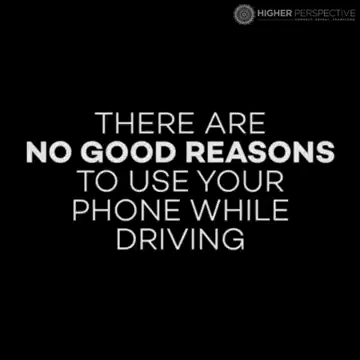 HIGHER PERSPECTIVE
THERE ARE
NO GOOD REASONS
TO USE YOUR
PHONE WHILE
DRIVING